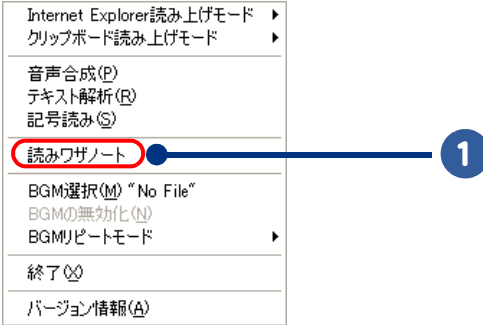 Internet Explorer読み上げモード
クリップボード読み上げモード
音声合成(P)
テキスト解析(R)
記号読み(S)
読みワザノート
1
BGM選択(M) "No File"
BGMの無効化(N)
BGMリピートモード
終了(X)
バージョン情報(A)